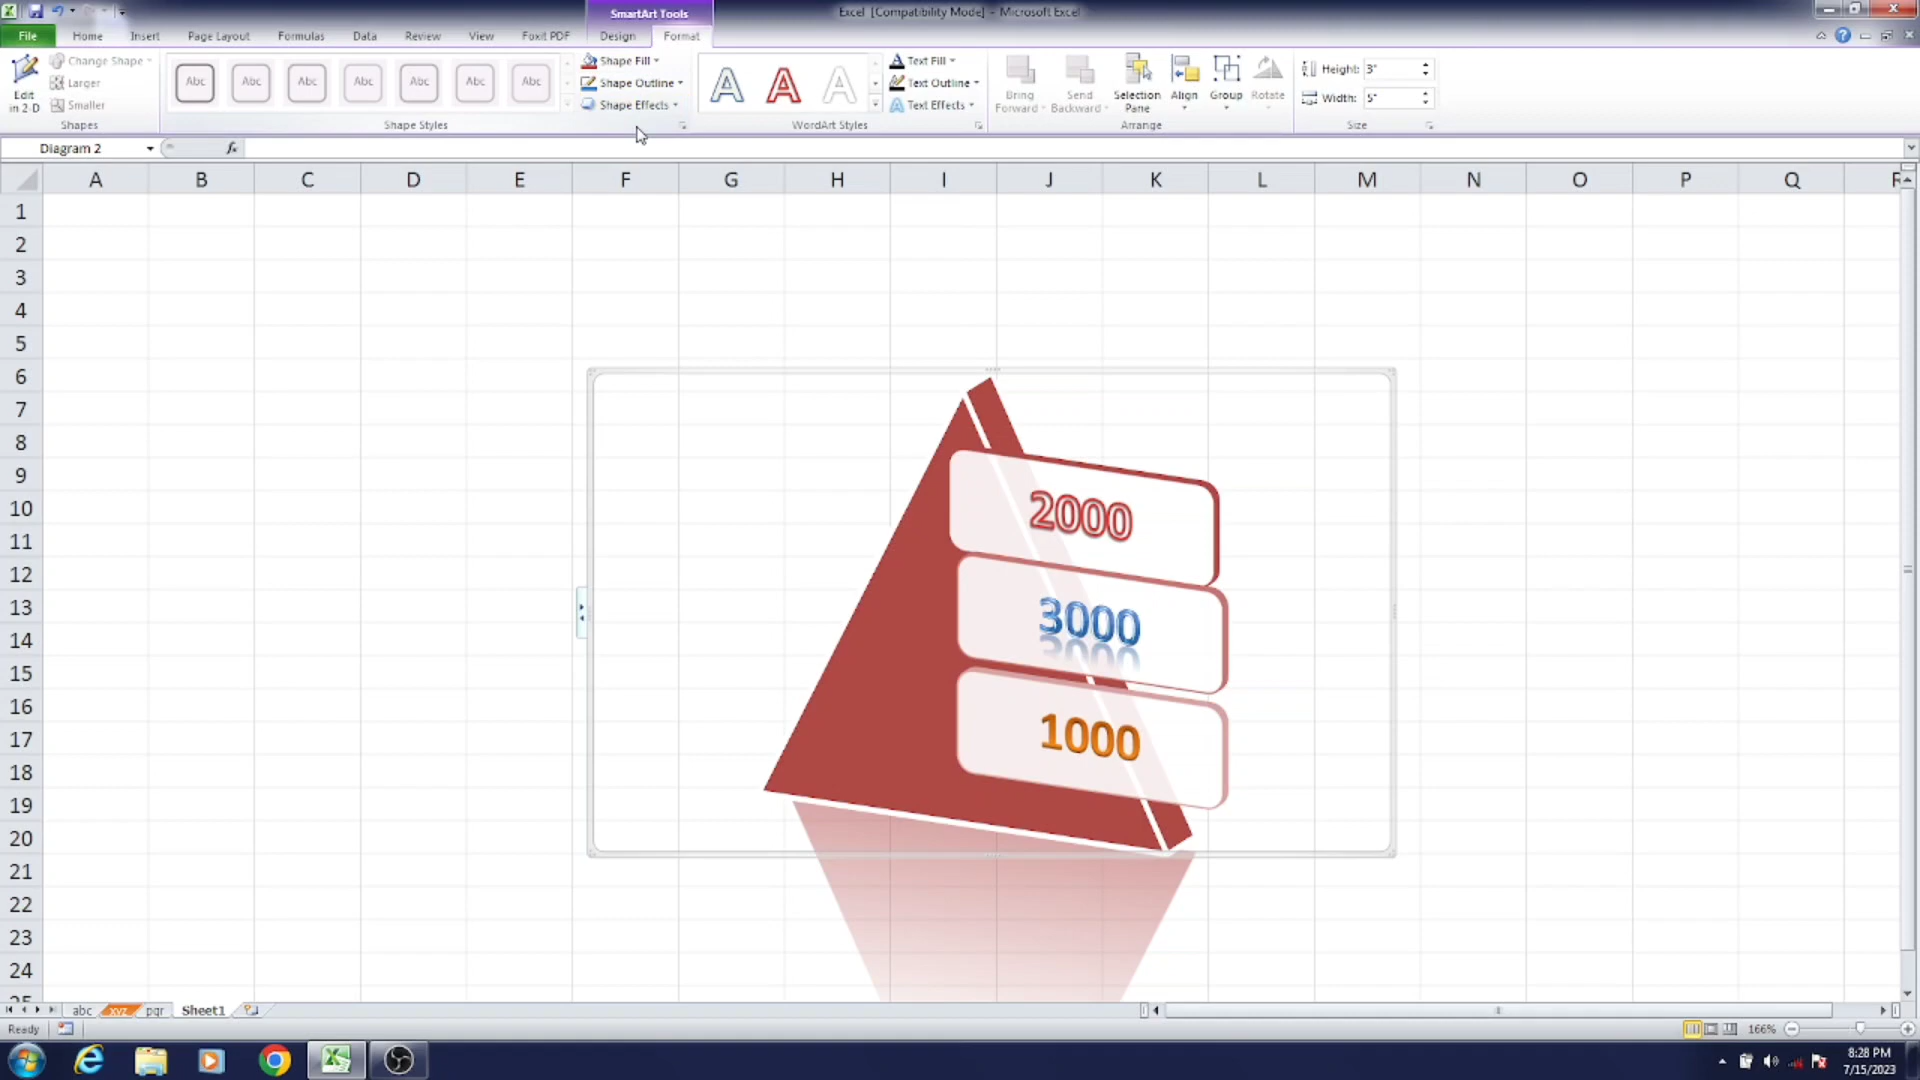 SmartArt Tools
Excel [Compatibility Mode] - Microsoft Excel
File Home Insert Page Layout Formulas Data Review View Foxit PDF Design Format
Edit in 2-D
Change Shape
Larger
Smaller
Shapes
Abc Abc Abc Abc Abc Abc Abc
Shape Styles
Shape Fill
Shape Outline
Shape Effects
A A A
WordArt Styles
Text Fill
Text Outline
Text Effects
Bring Forward
Send Backward
Selection Pane
Align
Group
Rotate
Arrange
Height: 3"
Width: 5"
Size
Diagram 2
fx
A B C D E F G H I J K L M N O P Q R
1
2
3
4
5
6
7
8
9
10
11
12
13
14
15
16
17
18
19
20
21
22
23
24
25
2000
3000
1000
abc xyz pqr Sheet1
Ready
166%
8:28 PM
7/15/2023